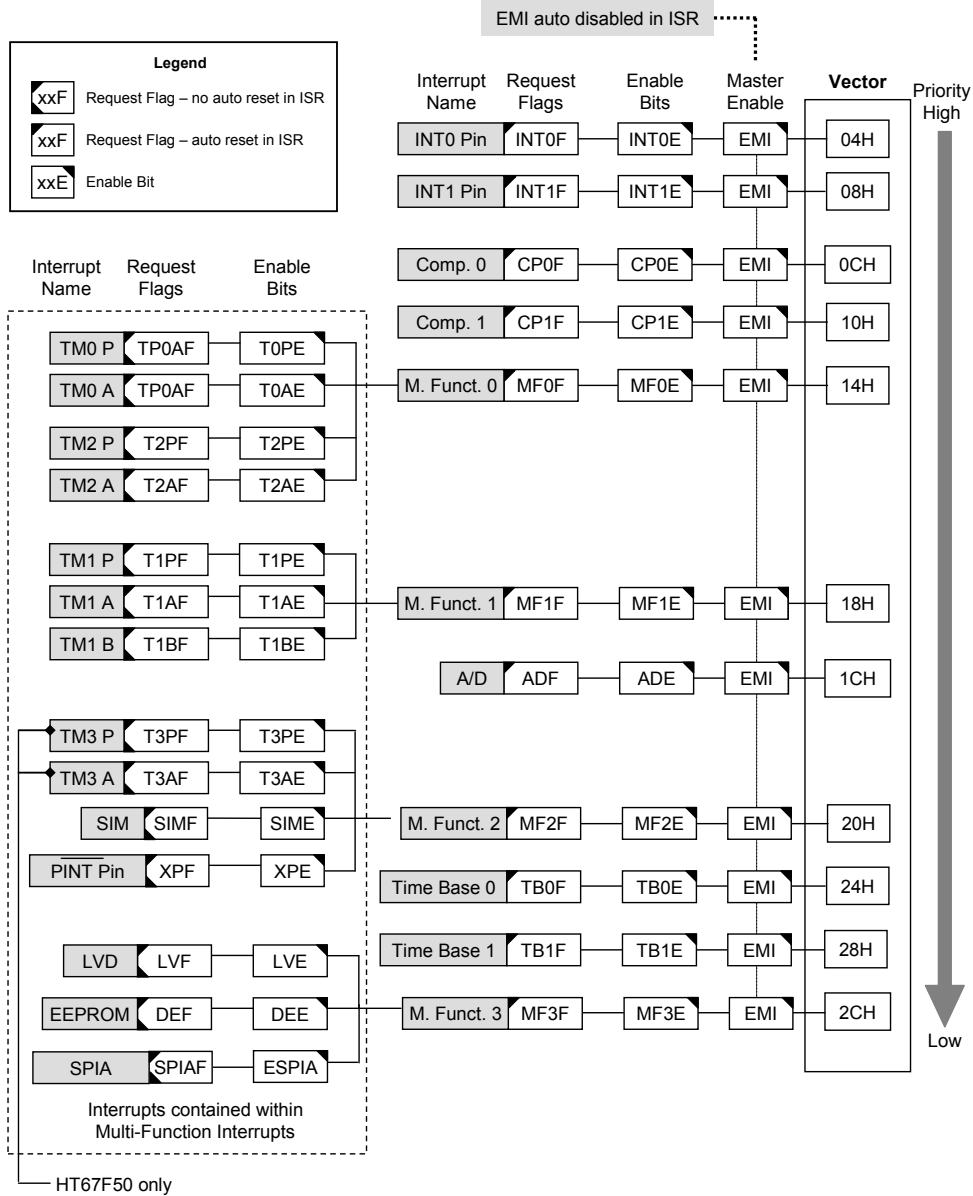 EMI auto disabled in ISR
Legend
xxF Request Flag – no auto reset in ISR
xxF Request Flag – auto reset in ISR
xxE Enable Bit
Interrupt Name Request Flags Enable Bits Master Enable Vector Priority High
INT0 Pin INT0F INT0E EMI 04H
INT1 Pin INT1F INT1E EMI 08H
Interrupt Name Request Flags Enable Bits
Comp. 0 CP0F CP0E EMI 0CH
Comp. 1 CP1F CP1E EMI 10H
TM0 P TP0AF T0PE
TM0 A TP0AF T0AE M. Funct. 0 MF0F MF0E EMI 14H
TM2 P T2PF T2PE
TM2 A T2AF T2AE
TM1 P T1PF T1PE
TM1 A T1AF T1AE M. Funct. 1 MF1F MF1E EMI 18H
TM1 B T1BF T1BE
A/D ADF ADE EMI 1CH
TM3 P T3PF T3PE
TM3 A T3AF T3AE
SIM SIMF SIME M. Funct. 2 MF2F MF2E EMI 20H
PINT Pin XPF XPE
Time Base 0 TB0F TB0E EMI 24H
LVD LVF LVE
Time Base 1 TB1F TB1E EMI 28H
EEPROM DEF DEE M. Funct. 3 MF3F MF3E EMI 2CH
Low
SPIA SPIAF ESPIA
Interrupts contained within
Multi-Function Interrupts
HT67F50 only